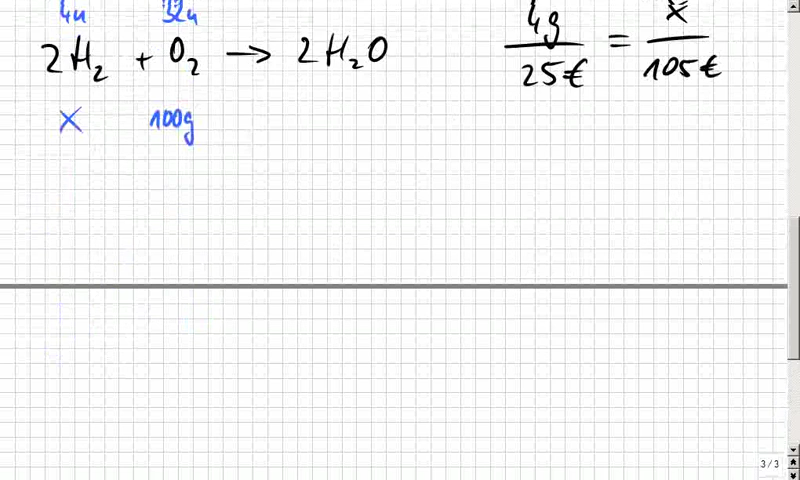 4u 32u
2H₂ + O₂ → 2H₂O
x 100g
4g / 25€ = x / 105€
3/3